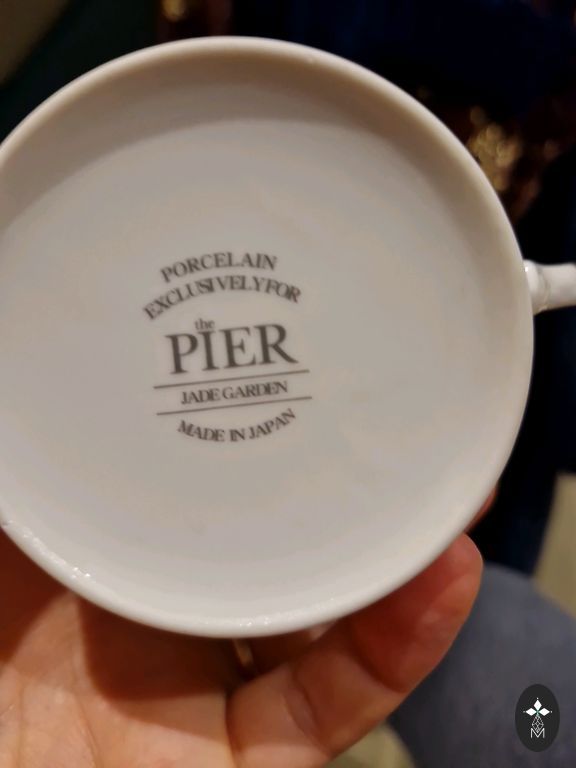 PORCELAIN
EXCLUSIVELY FOR
the
PIER
JADE GARDEN
MADE IN JAPAN
M